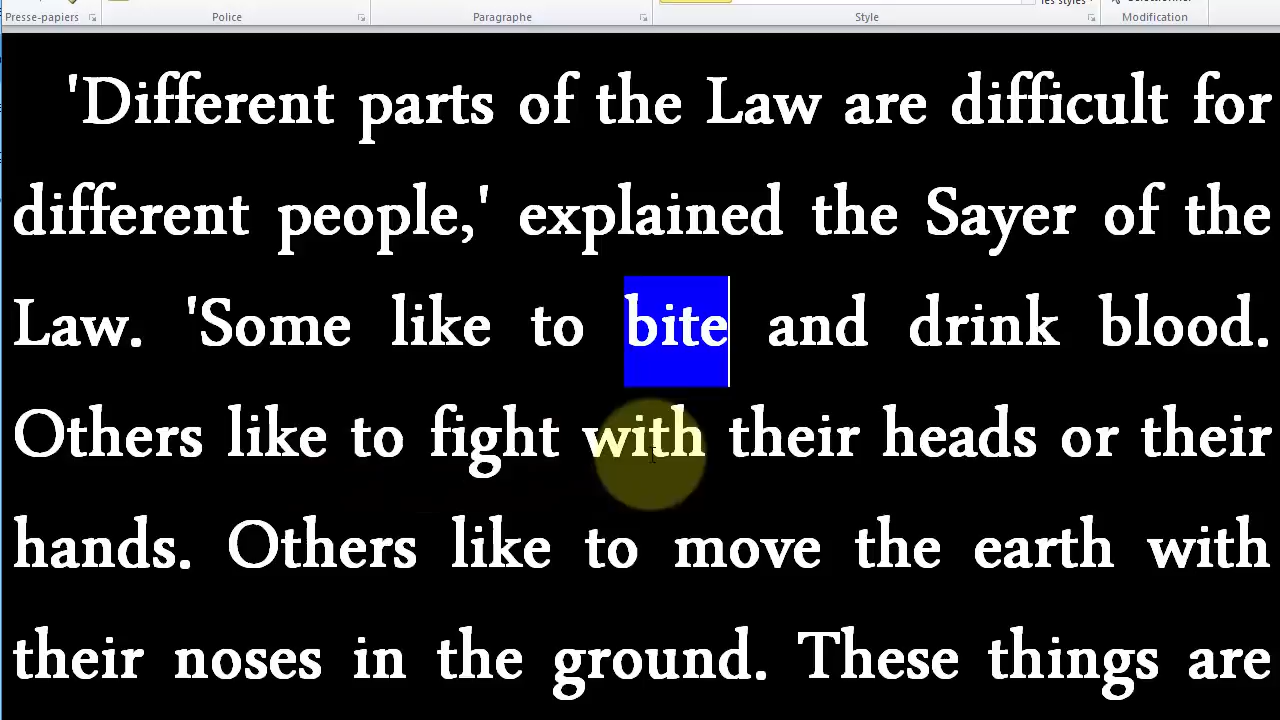 Presse-papiers Police Paragraphe Style Modification
'Different parts of the Law are difficult for
different people,' explained the Sayer of the
Law. 'Some like to bite and drink blood.
Others like to fight with their heads or their
hands. Others like to move the earth with
their noses in the ground. These things are